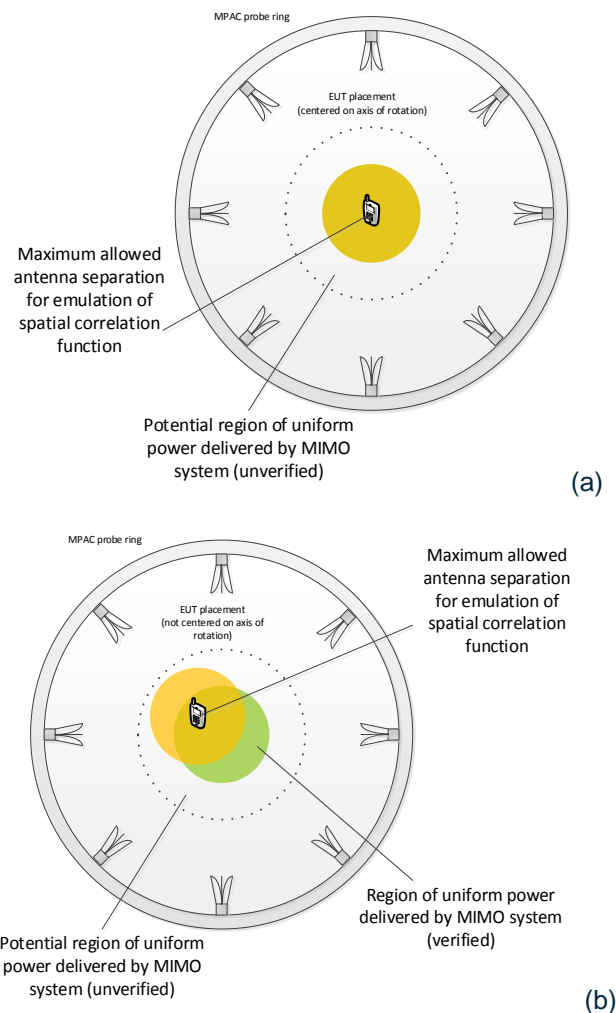 MPAC probe ring
EUT placement
(centered on axis of rotation)
Maximum allowed
antenna separation
for emulation of
spatial correlation
function
Potential region of uniform
power delivered by MIMO
system (unverified)
(a)
MPAC probe ring
Maximum allowed
antenna separation
for emulation of
spatial correlation
function
EUT placement
(not centered on axis of
rotation)
Region of uniform power
delivered by MIMO system
(verified)
Potential region of uniform
power delivered by MIMO
system (unverified)
(b)